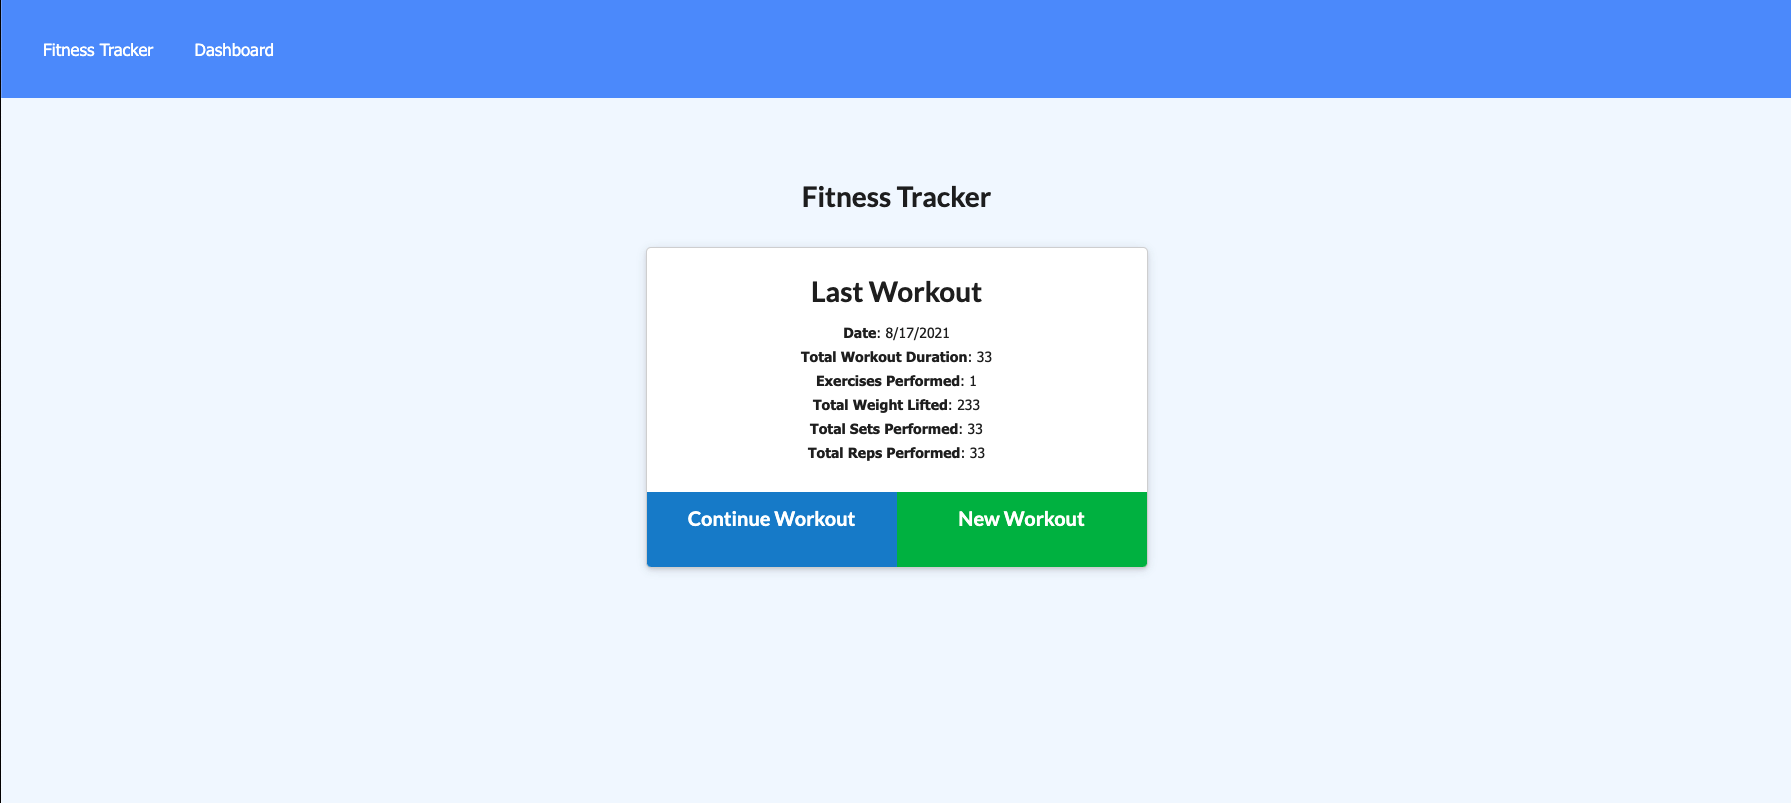 Fitness Tracker Dashboard
Fitness Tracker
Last Workout
Date: 8/17/2021
Total Workout Duration: 33
Exercises Performed: 1
Total Weight Lifted: 233
Total Sets Performed: 33
Total Reps Performed: 33
Continue Workout New Workout